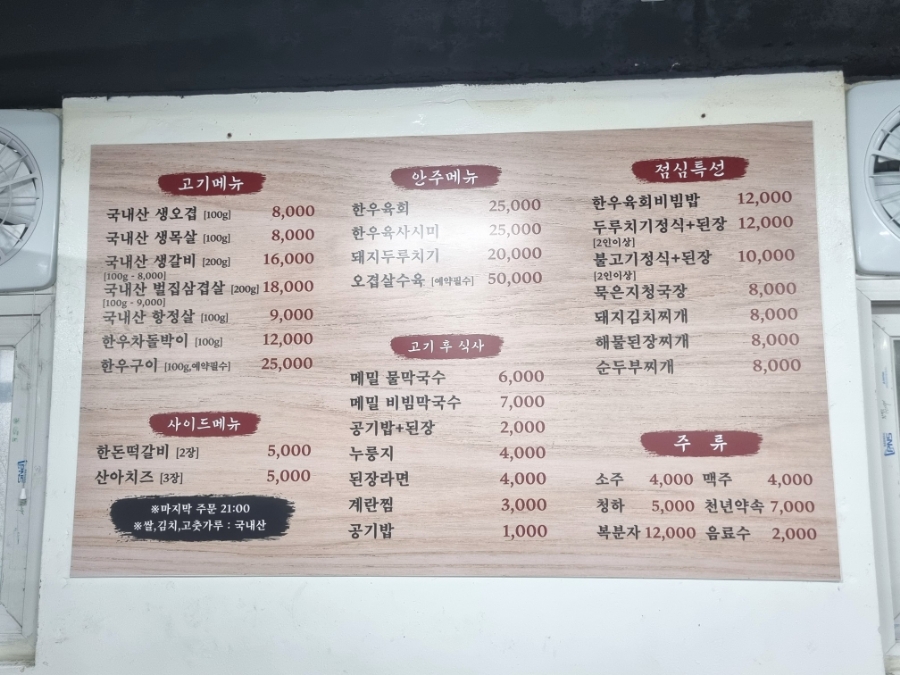 고기메뉴
국내산 생오겹 [100g] 8,000
국내산 생목살 [100g] 8,000
국내산 생갈비 [200g] 16,000
[100g - 8,000]
국내산 벌집삼겹살 [200g] 18,000
[100g - 9,000]
국내산 항정살 [100g] 9,000
한우차돌박이 [100g] 12,000
한우구이 [100g,예약필수] 25,000
사이드메뉴
한돈떡갈비 [2장] 5,000
산아치즈 [3장] 5,000
※마지막 주문 21:00
※쌀,김치,고춧가루 : 국내산
안주메뉴
한우육회 25,000
한우육사시미 25,000
돼지두루치기 20,000
오겹살수육 [예약필수] 50,000
고기 후 식사
메밀 물막국수 6,000
메밀 비빔막국수 7,000
공기밥+된장 2,000
누룽지 4,000
된장라면 4,000
계란찜 3,000
공기밥 1,000
점심특선
한우육회비빔밥 12,000
두루치기정식+된장 12,000
[2인이상]
불고기정식+된장 10,000
[2인이상]
묵은지청국장 8,000
돼지김치찌개 8,000
해물된장찌개 8,000
순두부찌개 8,000
주 류
소주 4,000 맥주 4,000
청하 5,000 천년약속 7,000
복분자 12,000 음료수 2,000